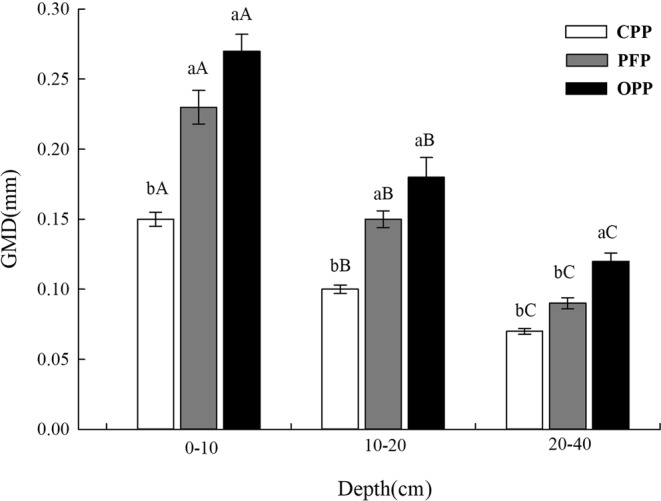 0.30
0.25
0.20
0.15
0.10
0.05
0.00
GMD(mm)
CPP
PFP
OPP
bA
aA
aA
bB
aB
aB
bC
bC
aC
0-10
10-20
20-40
Depth(cm)